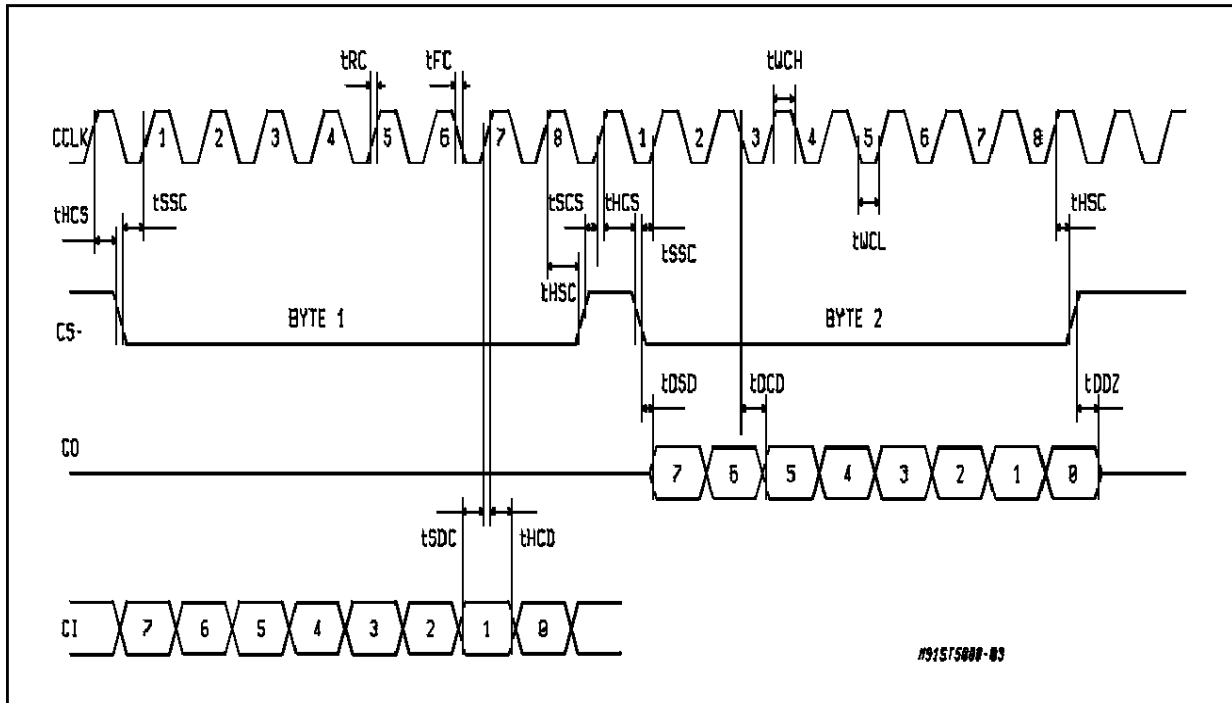 tRC tFC tWCH
CCLK 1 2 3 4 5 6 7 8 1 2 3 4 5 6 7 8
tHCS tSSC tSCS tHCS tSSC tWCL tHSC
tHSC
CS- BYTE 1 BYTE 2
tDSD tDCD tDDZ
CO 7 6 5 4 3 2 1 0
tSDC tHCD
CI 7 6 5 4 3 2 1 0